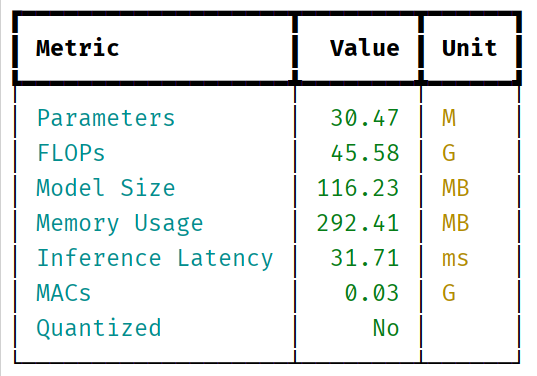 Metric Value Unit
Parameters 30.47 M
FLOPs 45.58 G
Model Size 116.23 MB
Memory Usage 292.41 MB
Inference Latency 31.71 ms
MACs 0.03 G
Quantized No